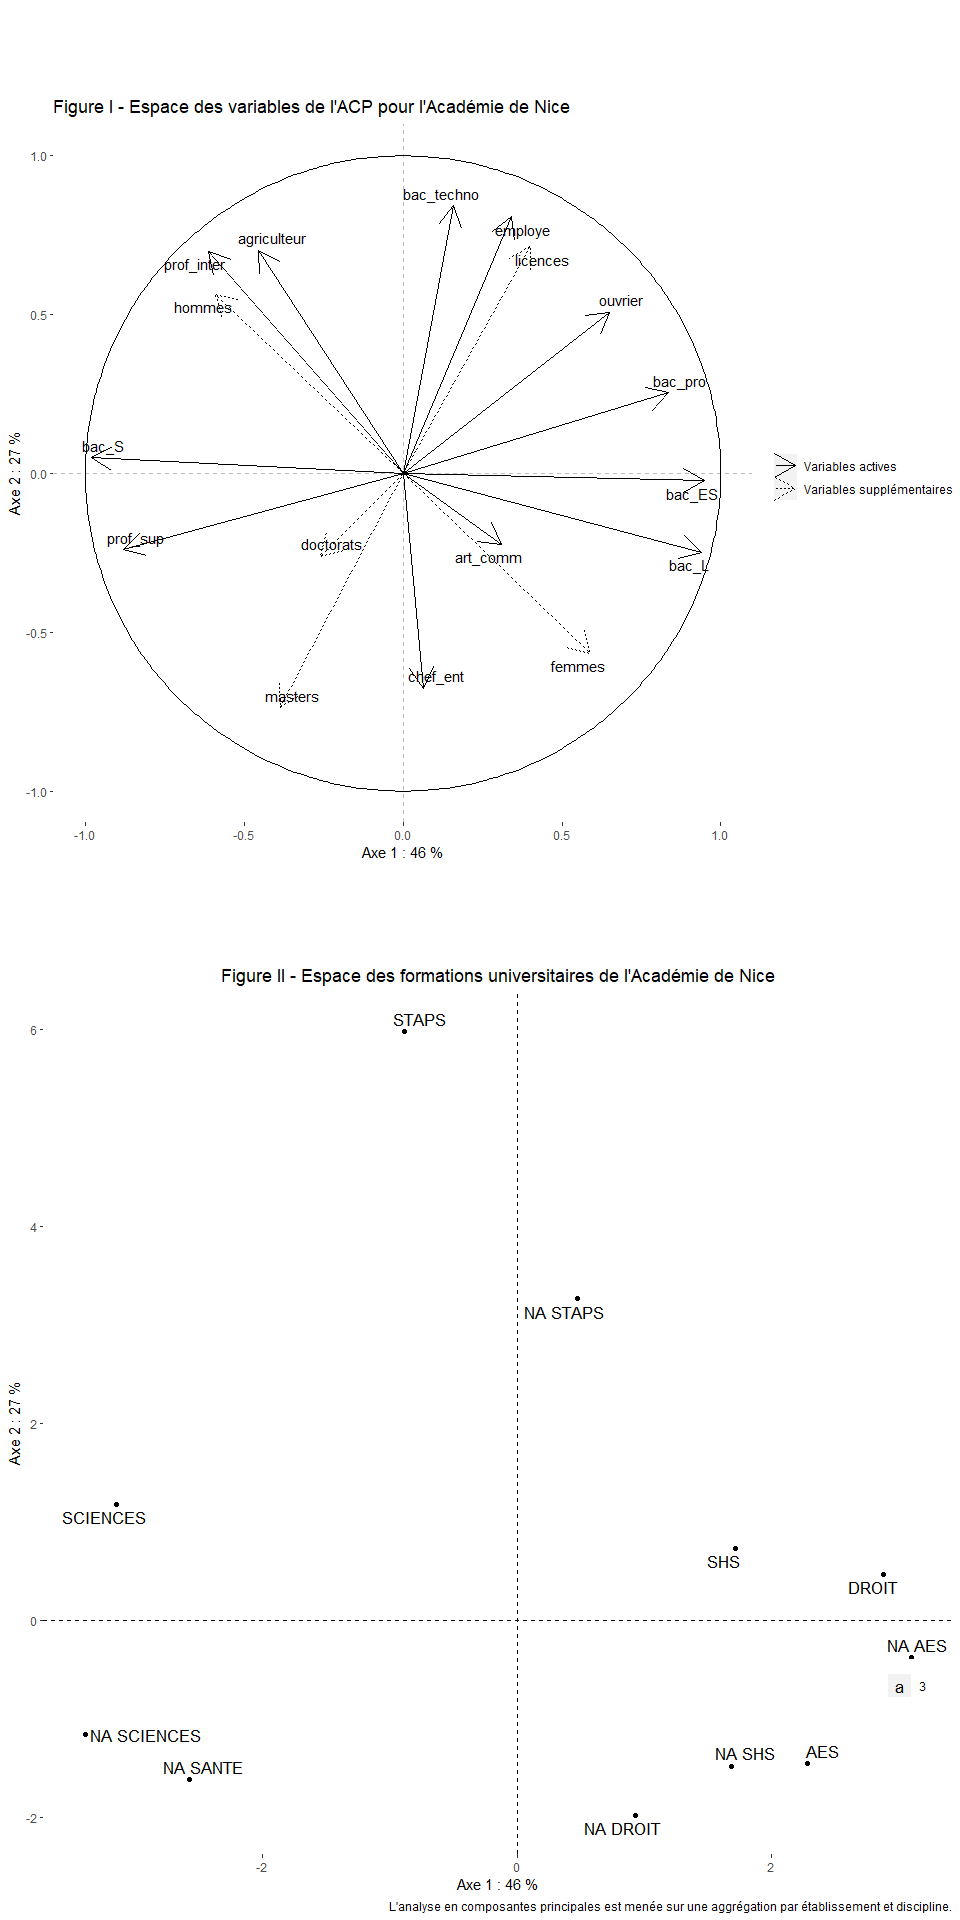 Figure I - Espace des variables de l'ACP pour l'Académie de Nice
1.0
bac_techno
employe
agriculteur
licences
prof_inter
hommes
ouvrier
0.5
bac_pro
Axe 2 : 27 %
bac_S
0.0
Variables actives
Variables supplémentaires
bac_ES
prof_sup
doctorats
art_comm
bac_L
-0.5
femmes
chef_ent
masters
-1.0
-1.0 -0.5 0.0 0.5 1.0
Axe 1 : 46 %
Figure II - Espace des formations universitaires de l'Académie de Nice
STAPS
6
4
NA STAPS
Axe 2 : 27 %
2
SCIENCES
SHS
DROIT
0
NA AES
a 3
NA SCIENCES
NA SANTE
NA SHS
AES
-2
NA DROIT
-2 0 2
Axe 1 : 46 %
L'analyse en composantes principales est menée sur une aggrégation par établissement et discipline.